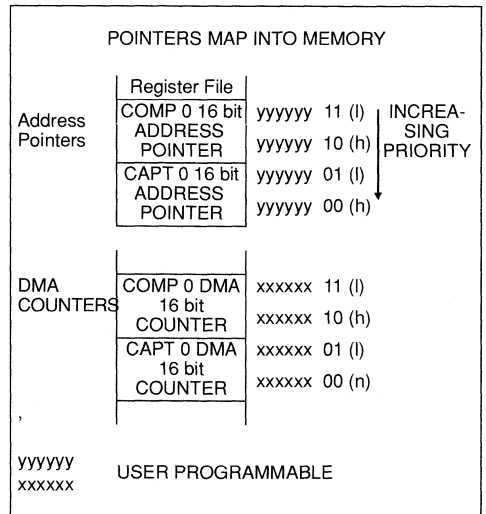 POINTERS MAP INTO MEMORY
Register File
Address
Pointers
COMP 0 16 bit
ADDRESS
POINTER
yyyyyy 11 (l)
yyyyyy 10 (h)
CAPT 0 16 bit
ADDRESS
POINTER
yyyyyy 01 (l)
yyyyyy 00 (h)
INCREA-
SING
PRIORITY
DMA
COUNTERS
COMP 0 DMA
16 bit
COUNTER
xxxxxx 11 (l)
xxxxxx 10 (h)
CAPT 0 DMA
16 bit
COUNTER
xxxxxx 01 (l)
xxxxxx 00 (n)
,
yyyyyy
xxxxxx
USER PROGRAMMABLE